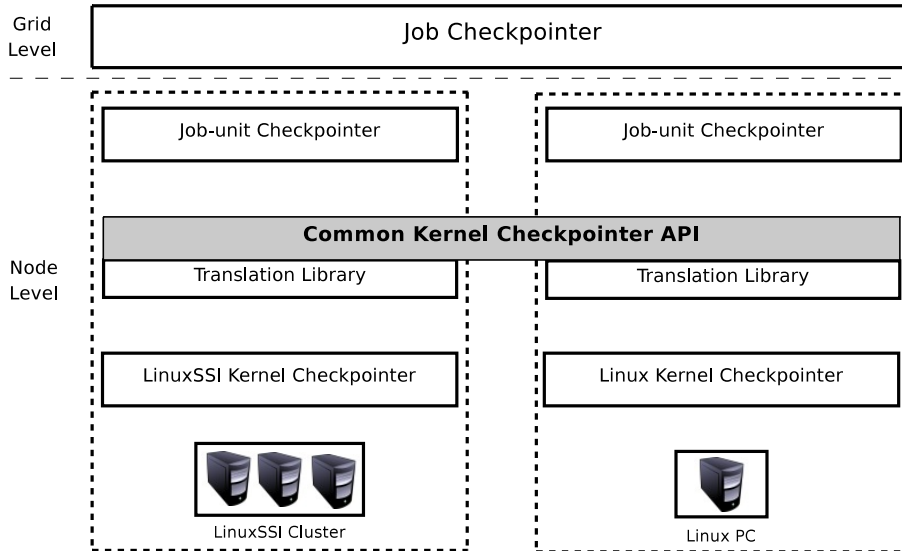 Grid
Level
Job Checkpointer
Job-unit Checkpointer
Job-unit Checkpointer
Common Kernel Checkpointer API
Node
Level
Translation Library
Translation Library
LinuxSSI Kernel Checkpointer
Linux Kernel Checkpointer
LinuxSSI Cluster
Linux PC